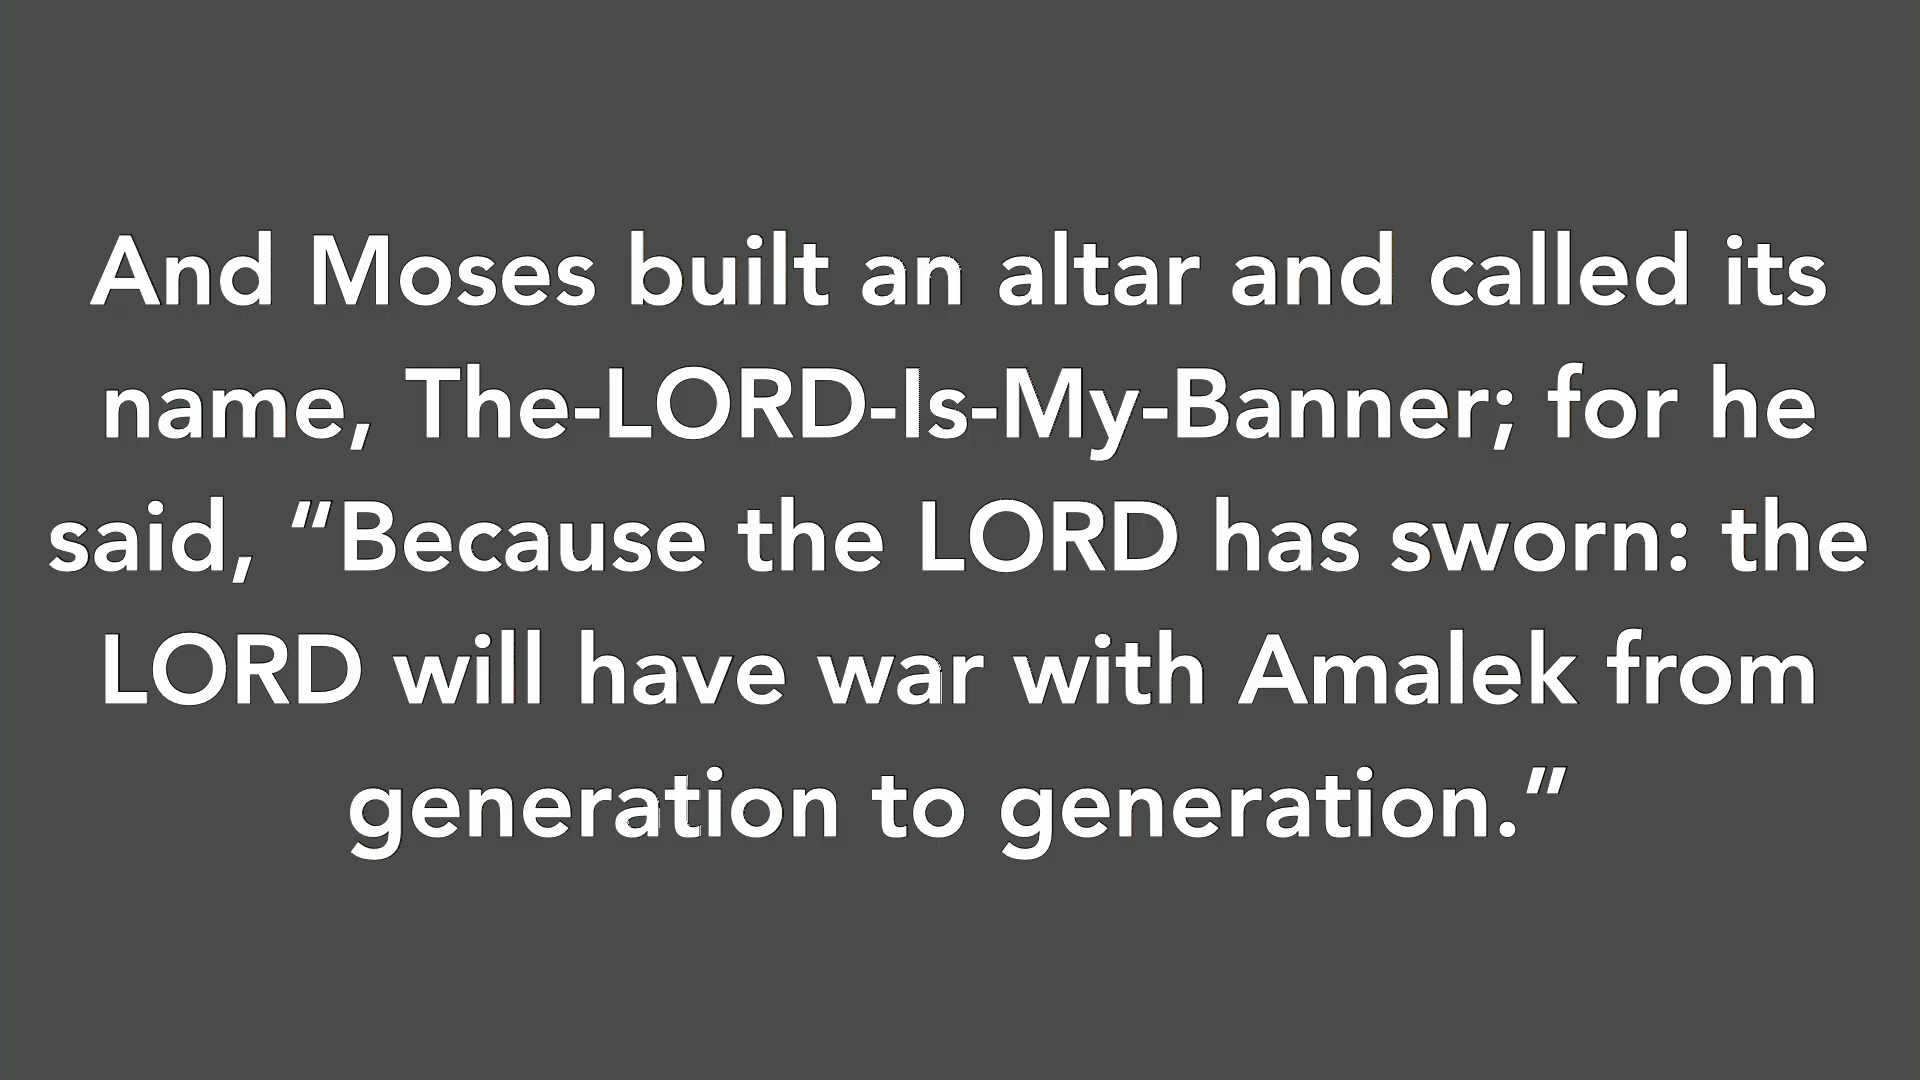 And Moses built an altar and called its
name, The-LORD-Is-My-Banner; for he
said, “Because the LORD has sworn: the
LORD will have war with Amalek from
generation to generation.”